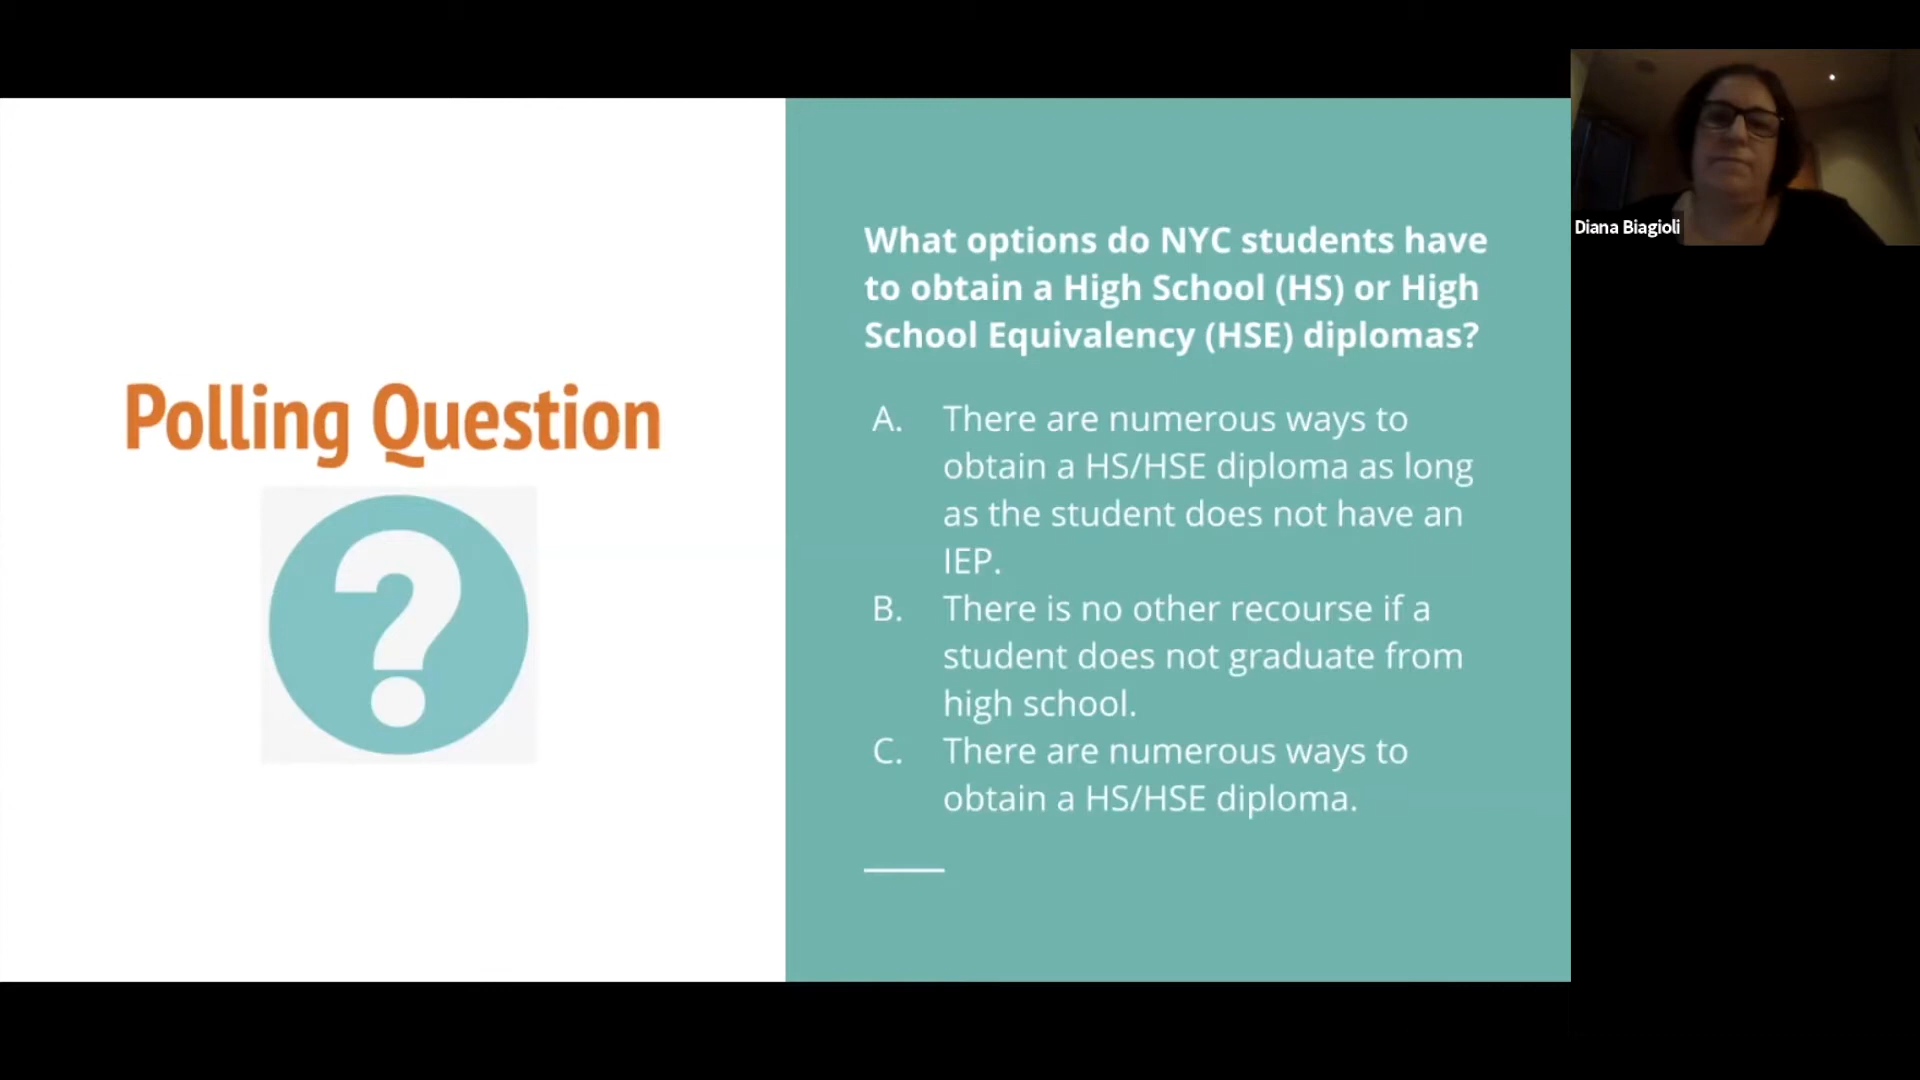 Polling Question
?
What options do NYC students have
to obtain a High School (HS) or High
School Equivalency (HSE) diplomas?
A. There are numerous ways to
obtain a HS/HSE diploma as long
as the student does not have an
IEP.
B. There is no other recourse if a
student does not graduate from
high school.
C. There are numerous ways to
obtain a HS/HSE diploma.
Diana Biagioli